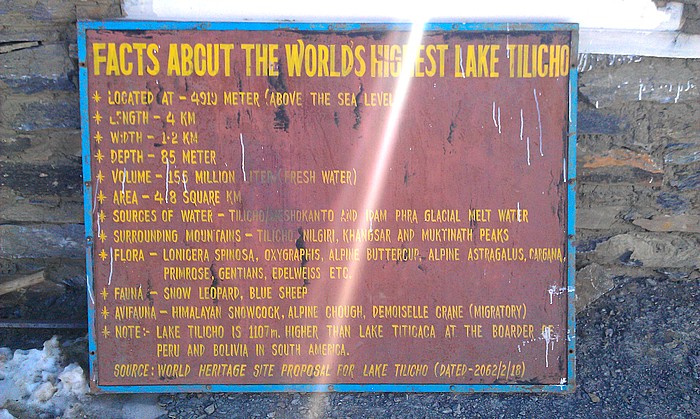 FACTS ABOUT THE WORLD'S HIGHEST LAKE TILICHO
* LOCATED AT - 4919 METER (ABOVE THE SEA LEVEL
* LENGTH - 4 KM
* WIDTH - 1.2 KM
* DEPTH - 85 METER
* VOLUME - 155 MILLION LITER (FRESH WATER)
* AREA - 4.8 SQUARE KM
* SOURCES OF WATER - TILICHO, AND DAM PHRA GLACIAL MELT WATER
* SURROUNDING MOUNTAINS - TILICHO, NILGIRI, KHANGSAR AND MUKTINATH PEAKS
* FLORA - LONICERA SPINOSA, OXYGRAPHIS, ALPINE BUTTERCUP, ALPINE ASTRAGALUS, CARGANA,
PRIMROSE, GENTIANS, EDELWEISS ETC.
* FAUNA - SNOW LEOPARD, BLUE SHEEP
* AVIFAUNA - HIMALAYAN SNOWCOCK, ALPINE CHOUGH, DEMOISELLE CRANE (MIGRATORY)
* NOTE:- LAKE TILICHO IS 1107m. HIGHER THAN LAKE TITICACA AT THE BOARDER OF
PERU AND BOLIVIA IN SOUTH AMERICA.
SOURCE: WORLD HERITAGE SITE PROPOSAL FOR LAKE TILICHO (DATED-2062/2/18)